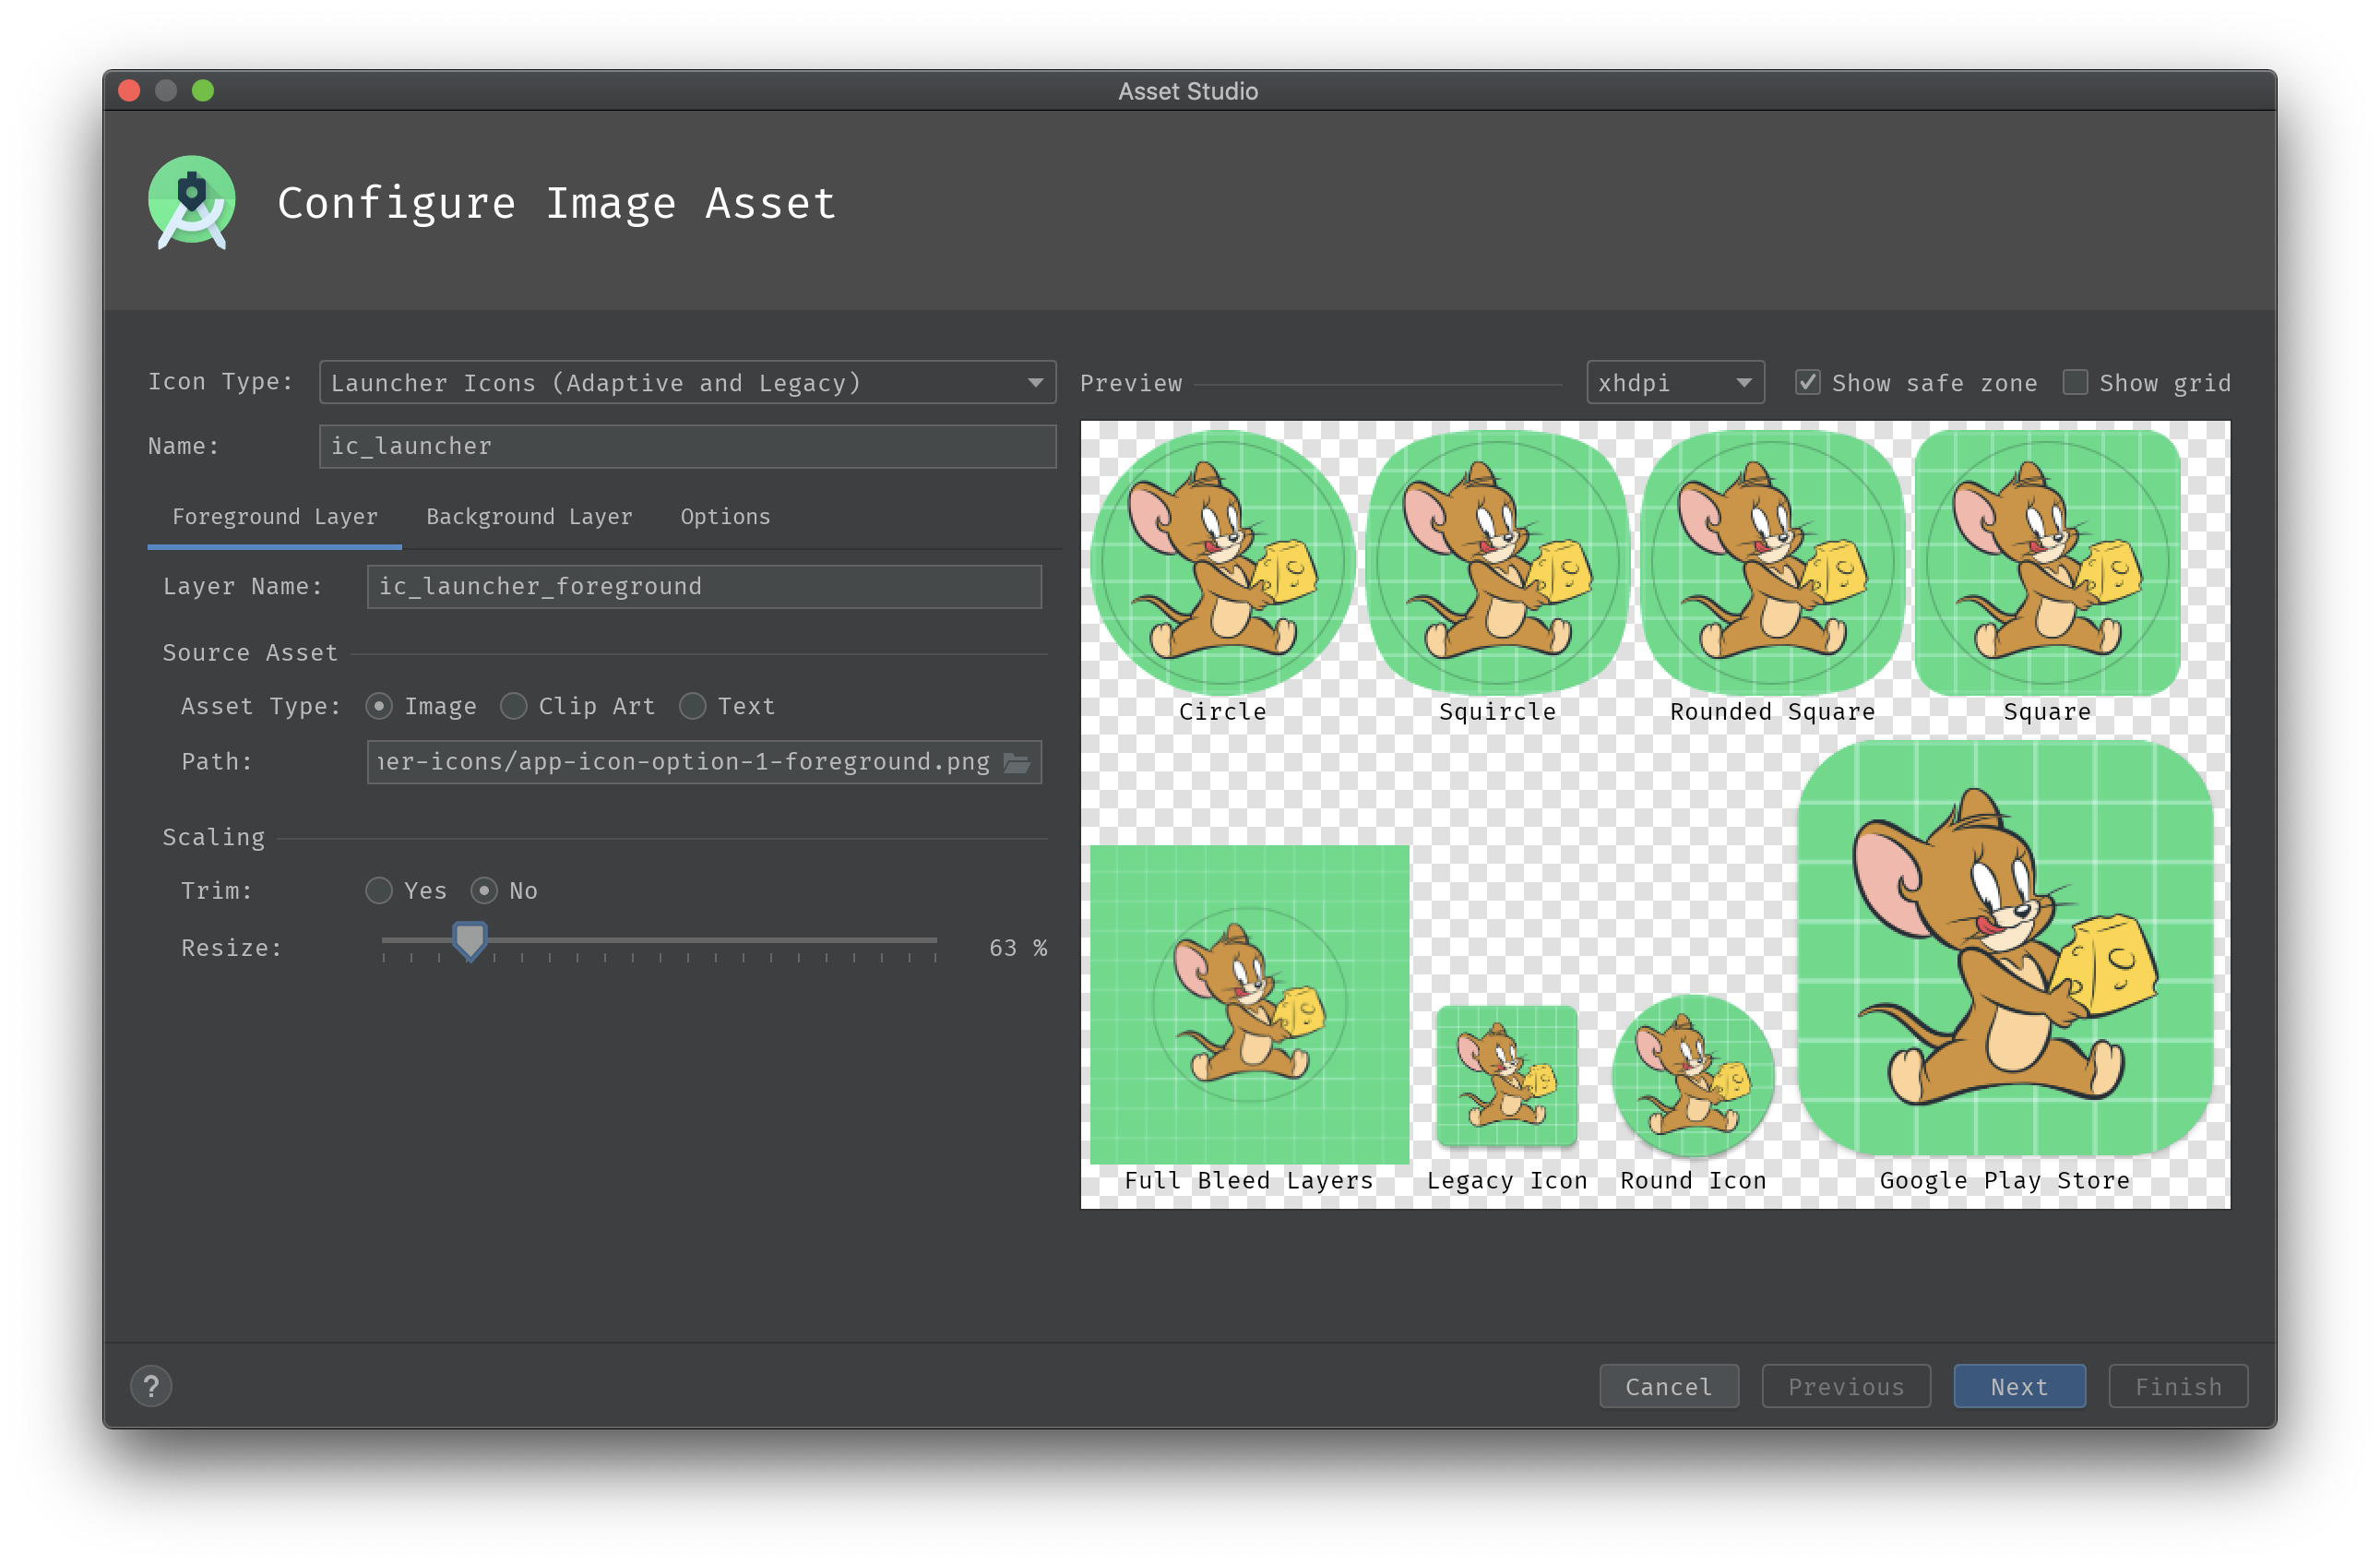 Asset Studio
Configure Image Asset
Icon Type: Launcher Icons (Adaptive and Legacy)
Name: ic_launcher
Foreground Layer Background Layer Options
Layer Name: ic_launcher_foreground
Source Asset
Asset Type: Image Clip Art Text
Path: er-icons/app-icon-option-1-foreground.png
Scaling
Trim: Yes No
Resize: 63 %
Preview xhdpi Show safe zone Show grid
Circle Squircle Rounded Square Square
Full Bleed Layers Legacy Icon Round Icon Google Play Store
? Cancel Previous Next Finish